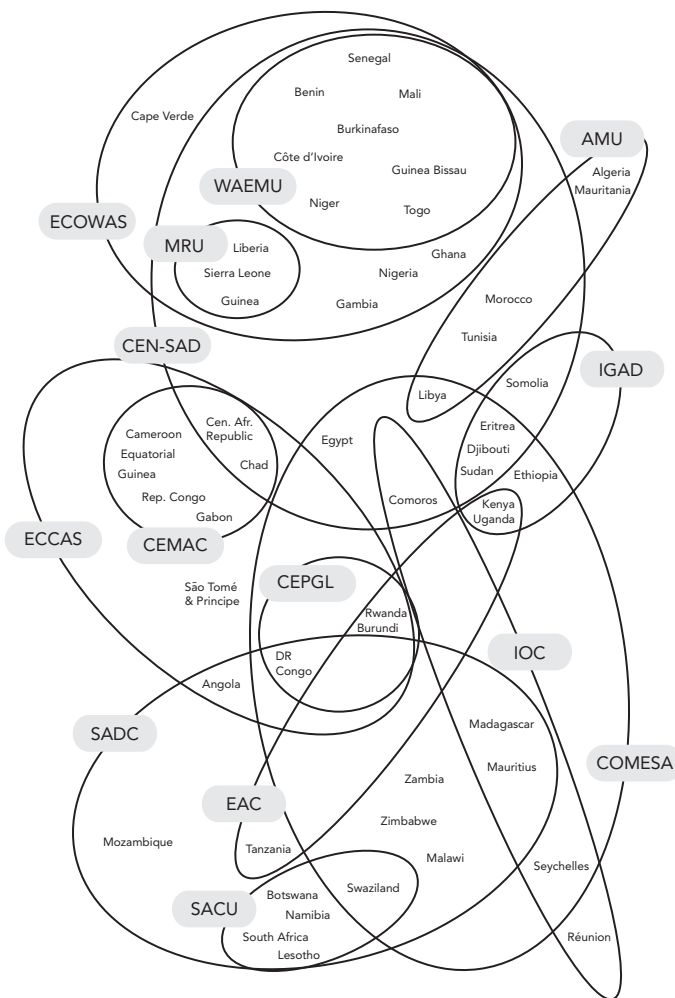 Senegal
Benin
Mali
Cape Verde
Burkinafaso
AMU
Côte d'Ivoire
Algeria
Guinea Bissau
WAEMU
Mauritania
Niger
Togo
ECOWAS
MRU
Liberia
Ghana
Sierra Leone
Nigeria
Guinea
Gambia
Morocco
Tunisia
CEN-SAD
IGAD
Somolia
Libya
Cen. Afr.
Republic
Cameroon
Eritrea
Egypt
Equatorial
Guinea
Djibouti
Chad
Sudan
Ethiopia
Rep. Congo
Comoros
Kenya
Uganda
Gabon
ECCAS
CEMAC
CEPGL
São Tomé
& Principe
Rwanda
Burundi
IOC
DR
Congo
Angola
Madagascar
SADC
Mauritius
COMESA
Zambia
EAC
Zimbabwe
Mozambique
Tanzania
Malawi
Seychelles
Swaziland
Botswana
SACU
Namibia
South Africa
Réunion
Lesotho